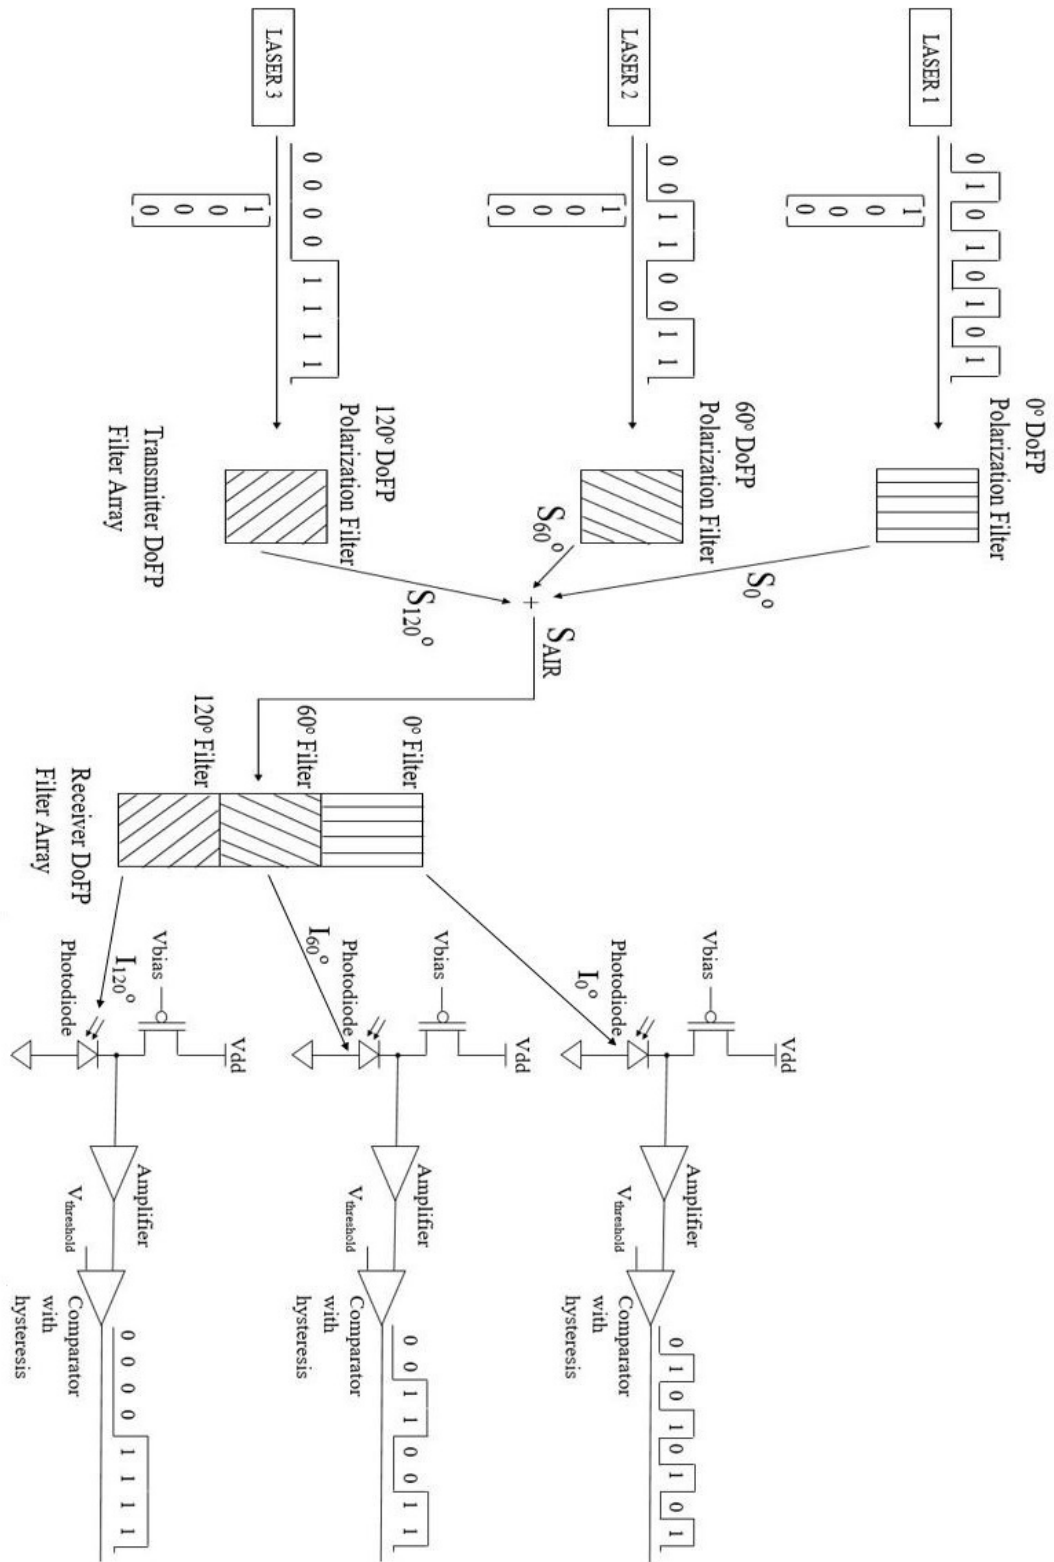 LASER 1
0 1 0 1 0 1 0 1
1 0 0 0
0° DoFP
Polarization Filter
S0°
LASER 2
0 0 1 1 0 0 1 1
1 0 0 0
60° DoFP
Polarization Filter
S60°
LASER 3
0 0 0 0 1 1 1 1
1 0 0 0
120° DoFP
Polarization Filter
Transmitter DoFP
Filter Array
S120°
+
SAIR
0° Filter
60° Filter
120° Filter
Receiver DoFP
Filter Array
I0°
Vbias
Vdd
Photodiode
Amplifier
Vthreshold
Comparator
with
hysteresis
0 1 0 1 0 1 0 1
I60°
Vbias
Vdd
Photodiode
Amplifier
Vthreshold
Comparator
with
hysteresis
0 0 1 1 0 0 1 1
I120°
Vbias
Vdd
Photodiode
Amplifier
Vthreshold
Comparator
with
hysteresis
0 0 0 0 1 1 1 1